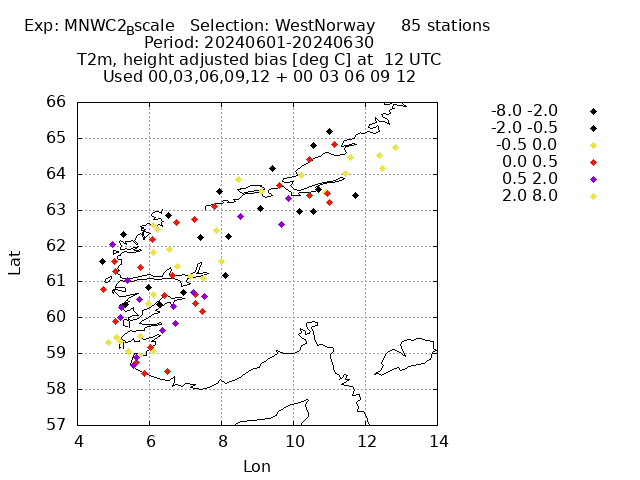 Exp: MNWC2Bscale   Selection: WestNorway     85 stations
Period: 20240601-20240630
T2m, height adjusted bias [deg C] at  12 UTC
Used 00,03,06,09,12 + 00 03 06 09 12
-8.0 -2.0
-2.0 -0.5
-0.5 0.0
0.0 0.5
0.5 2.0
2.0 8.0
66
65
64
63
62
61
60
59
58
57
Lat
4 6 8 10 12 14
Lon